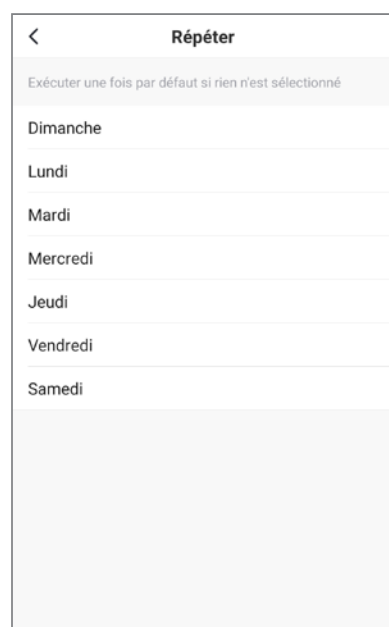 Répéter
Exécuter une fois par défaut si rien n'est sélectionné
Dimanche
Lundi
Mardi
Mercredi
Jeudi
Vendredi
Samedi